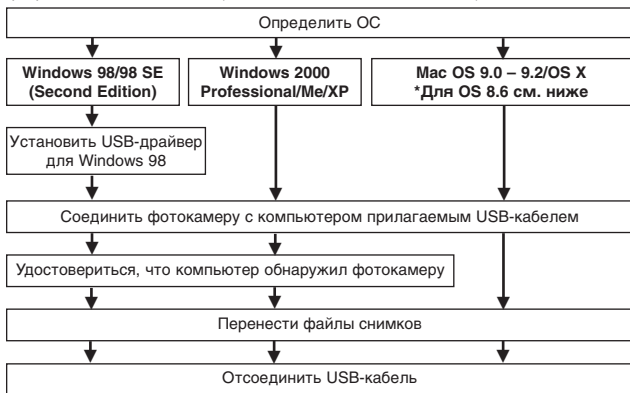 Определить ОС
Windows 98/98 SE
(Second Edition)
Windows 2000
Professional/Me/XP
Mac OS 9.0 – 9.2/OS X
*Для OS 8.6 см. ниже
Установить USB-драйвер
для Windows 98
Соединить фотокамеру с компьютером прилагаемым USB-кабелем
Удостовериться, что компьютер обнаружил фотокамеру
Перенести файлы снимков
Отсоединить USB-кабель